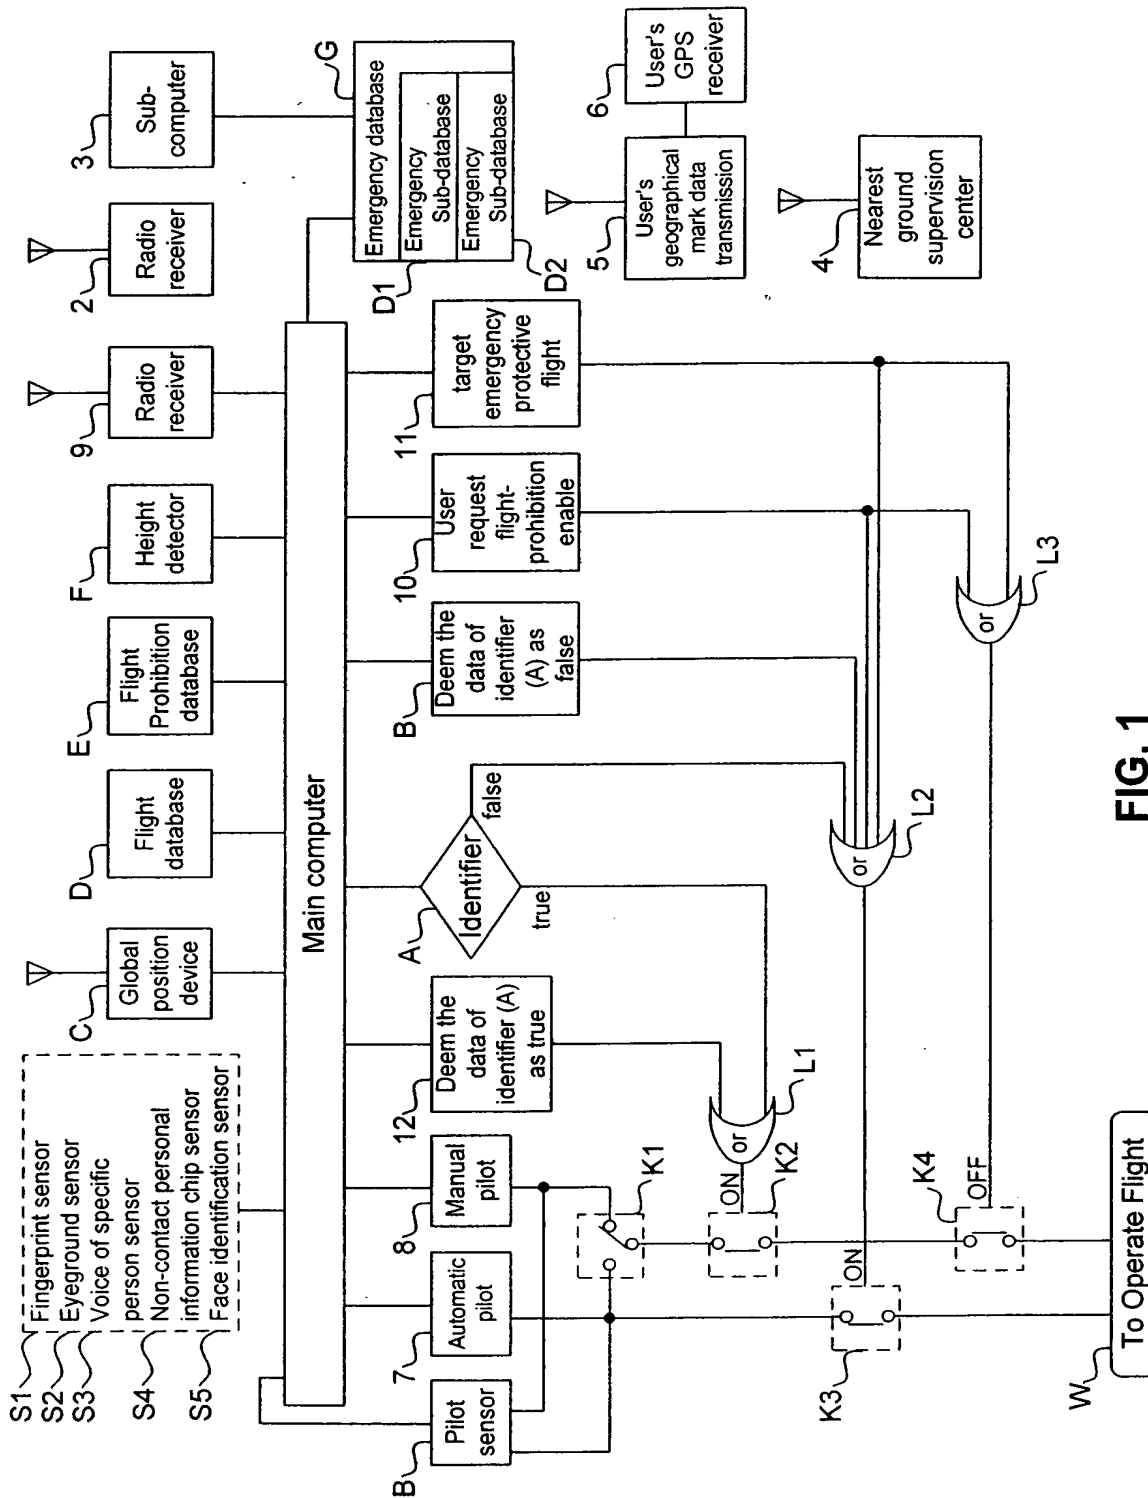 S1
Fingerprint sensor
S2
Eyeground sensor
S3
Voice of specific
person sensor
S4
Non-contact personal
information chip sensor
S5
Face identification sensor
C
Global
position
device
D
Flight
database
E
Flight
Prohibition
database
F
Height
detector
9
Radio
receiver
2
Radio
receiver
3
Sub-
computer
Main computer
G
Emergency database
Emergency
Sub-database
Emergency
Sub-database
D1
D2
B
Pilot
sensor
7
Automatic
pilot
8
Manual
pilot
12
Deem the
data of
identifier (A)
as true
A
Identifier
true
false
B
Deem the
data of
identifier
(A) as
false
10
User
request
flight-
prohibition
enable
11
target
emergency
protective
flight
5
User's
geographical
mark data
transmission
6
User's
GPS
receiver
4
Nearest
ground
supervision
center
K1
ON
K2
or
L1
K3
ON
or
L2
K4
OFF
or
L3
W
To Operate Flight
FIG. 1